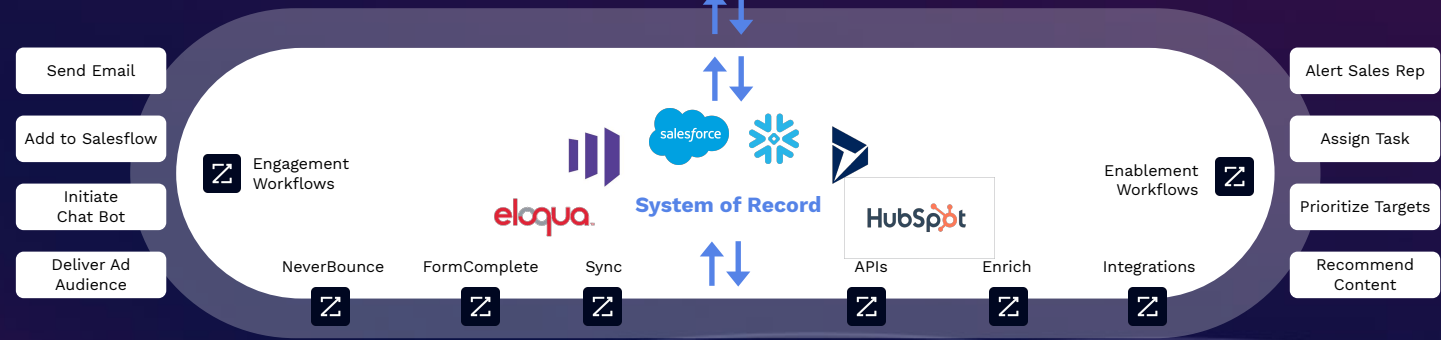 Send Email
Add to Salesflow
Initiate
Chat Bot
Deliver Ad
Audience
Engagement
Workflows
salesforce
eloqua™
System of Record
HubSpot
Enablement
Workflows
NeverBounce
FormComplete
Sync
APIs
Enrich
Integrations
Alert Sales Rep
Assign Task
Prioritize Targets
Recommend
Content